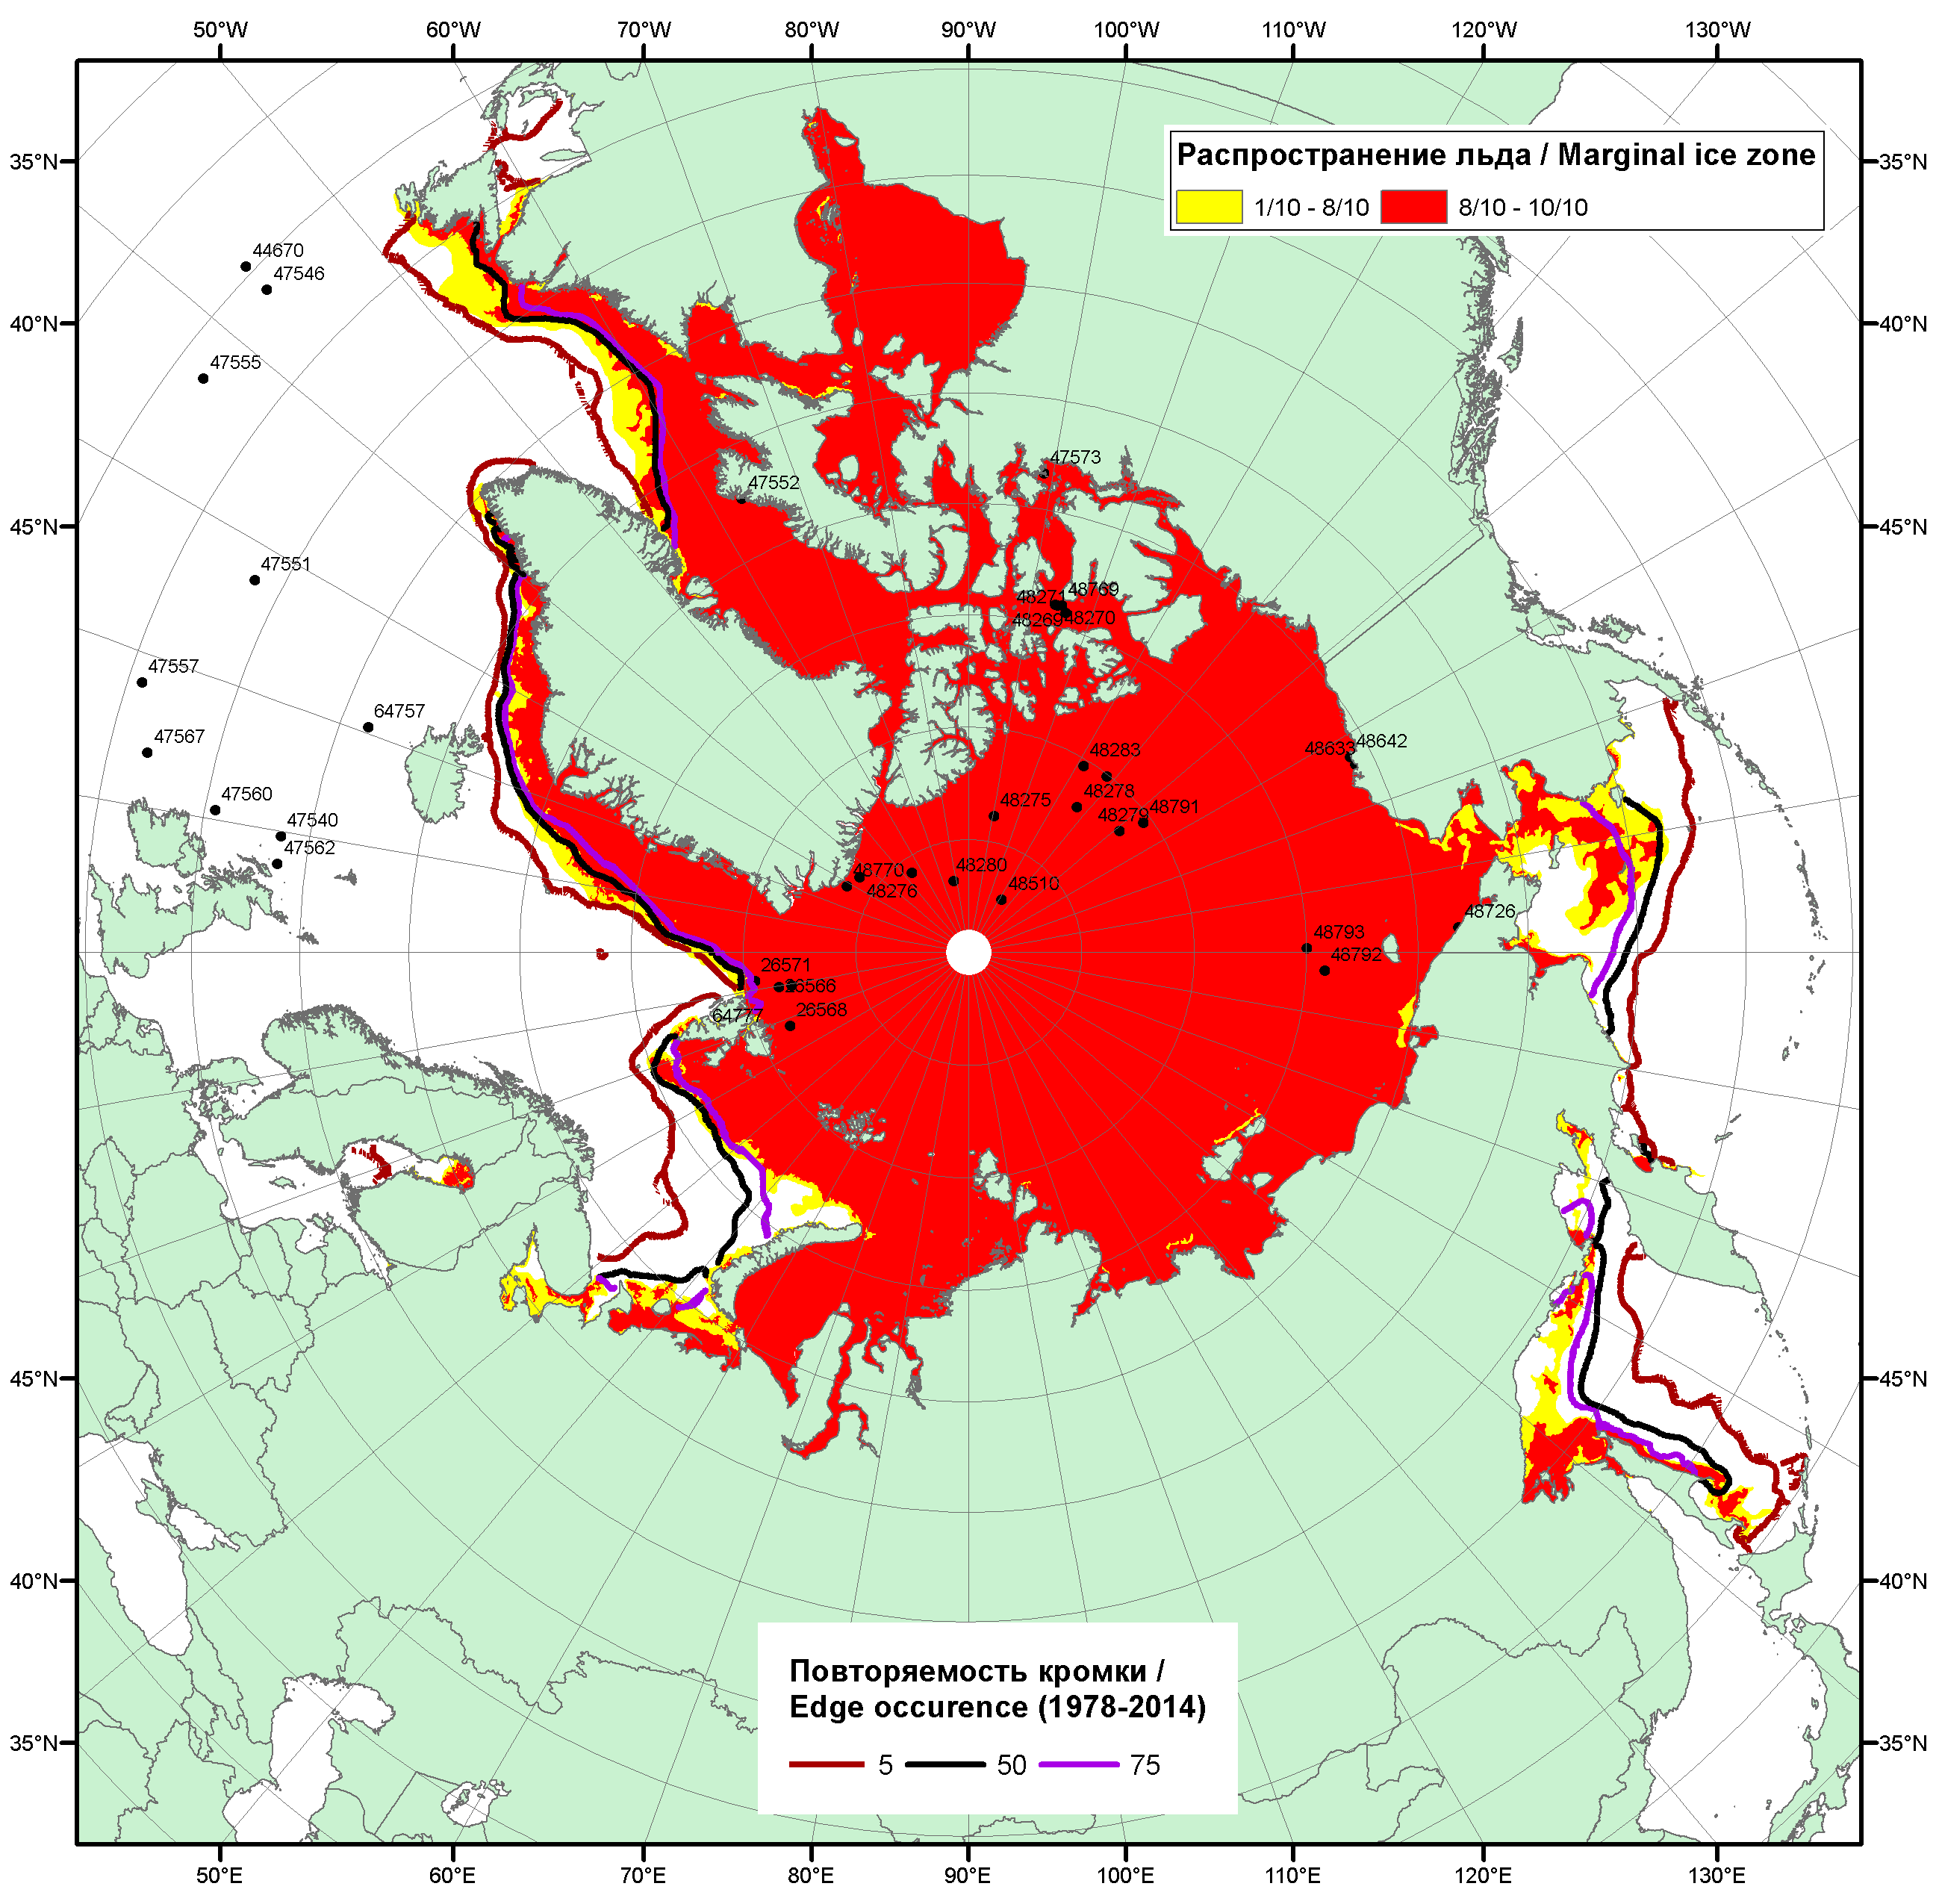 50°W 60°W 70°W 80°W 90°W 100°W 110°W 120°W 130°W
35°N 35°N
Распространение льда / Marginal ice zone
1/10 - 8/10 8/10 - 10/10
44670
47546
40°N 40°N
47555
47573
47552
45°N 45°N
47551
48271 48769
48269 48270
47557
64757
47567
48283
48633 48642
47560
48275
48278
47540
48279 48791
47562
48770
48280
48276
48510
48726
48793
26571
48792
26566
64777
26568
45°N 45°N
40°N 40°N
Повторяемость кромки /
Edge occurence (1978-2014)
35°N 35°N
5 50 75
50°E 60°E 70°E 80°E 90°E 100°E 110°E 120°E 130°E